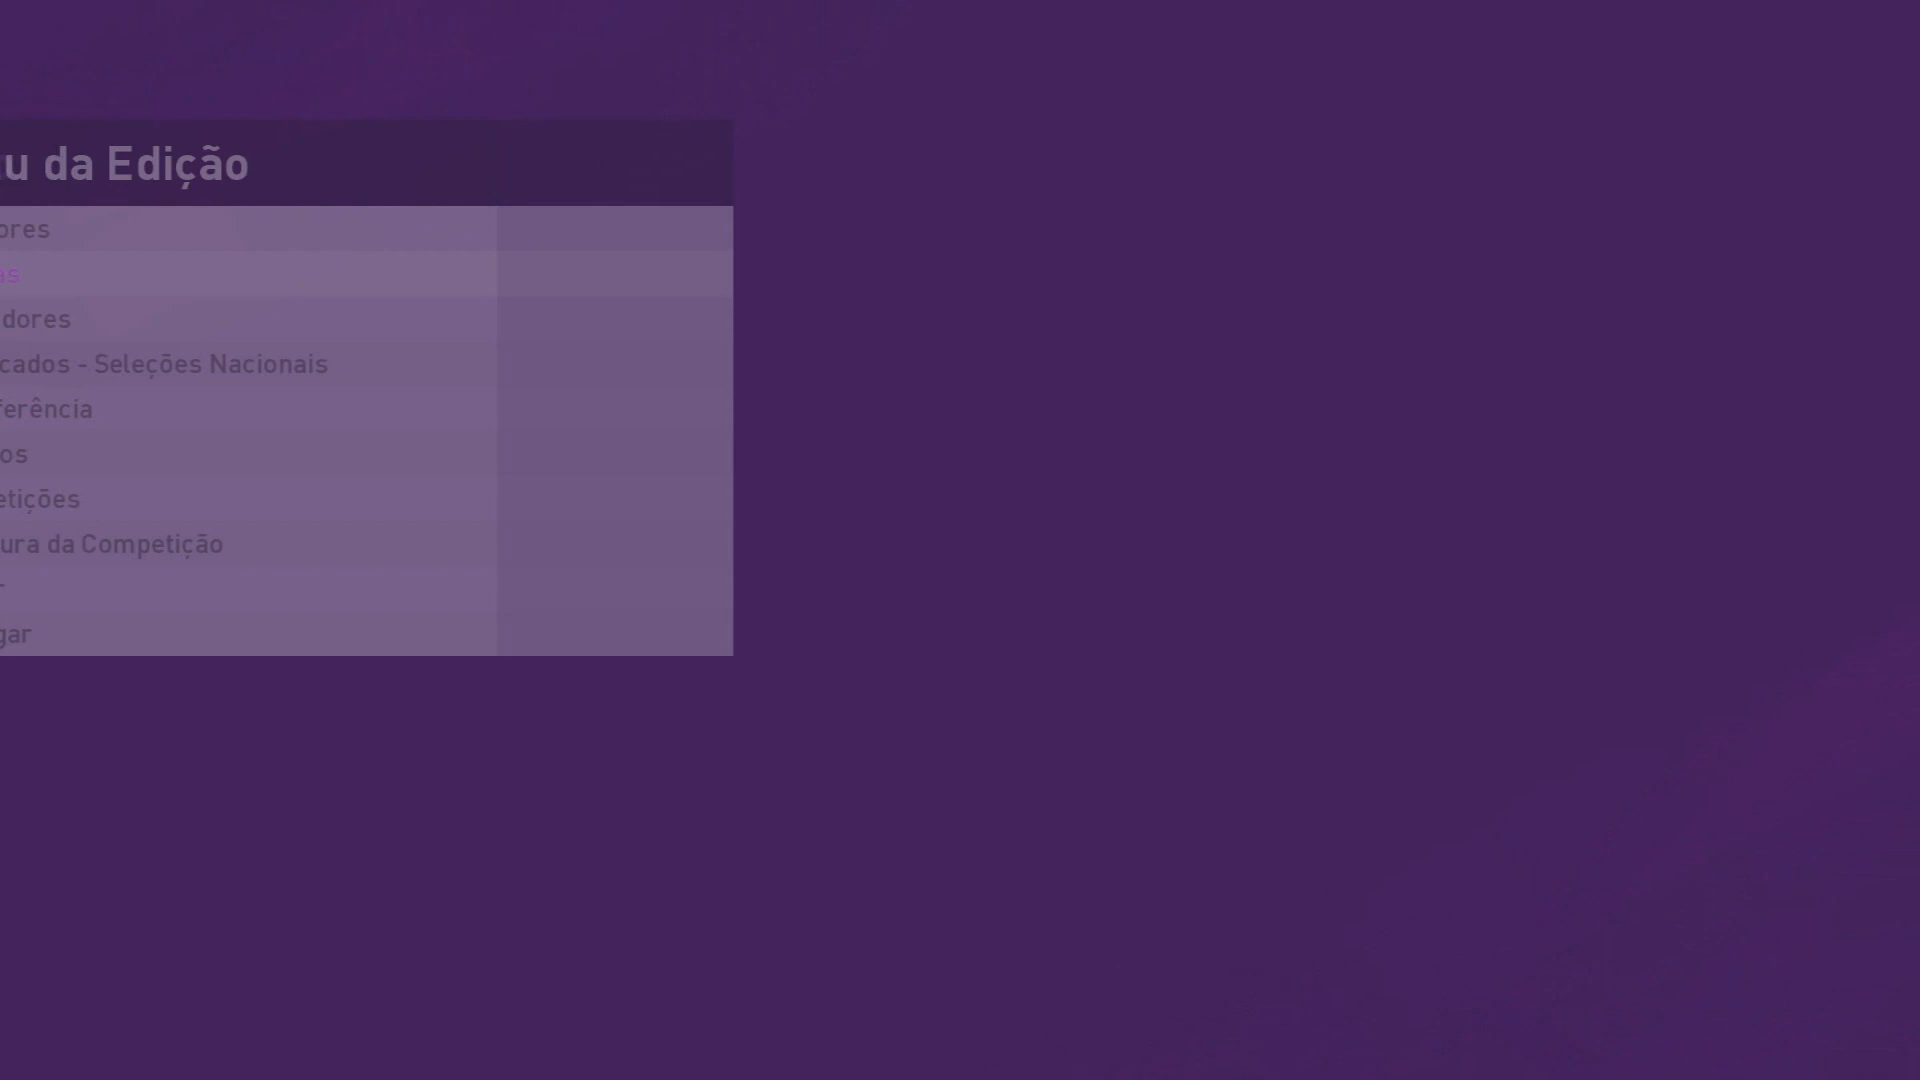 u da Edição
ores
as
dores
cados - Seleções Nacionais
ferência
os
etições
ura da Competição
gar